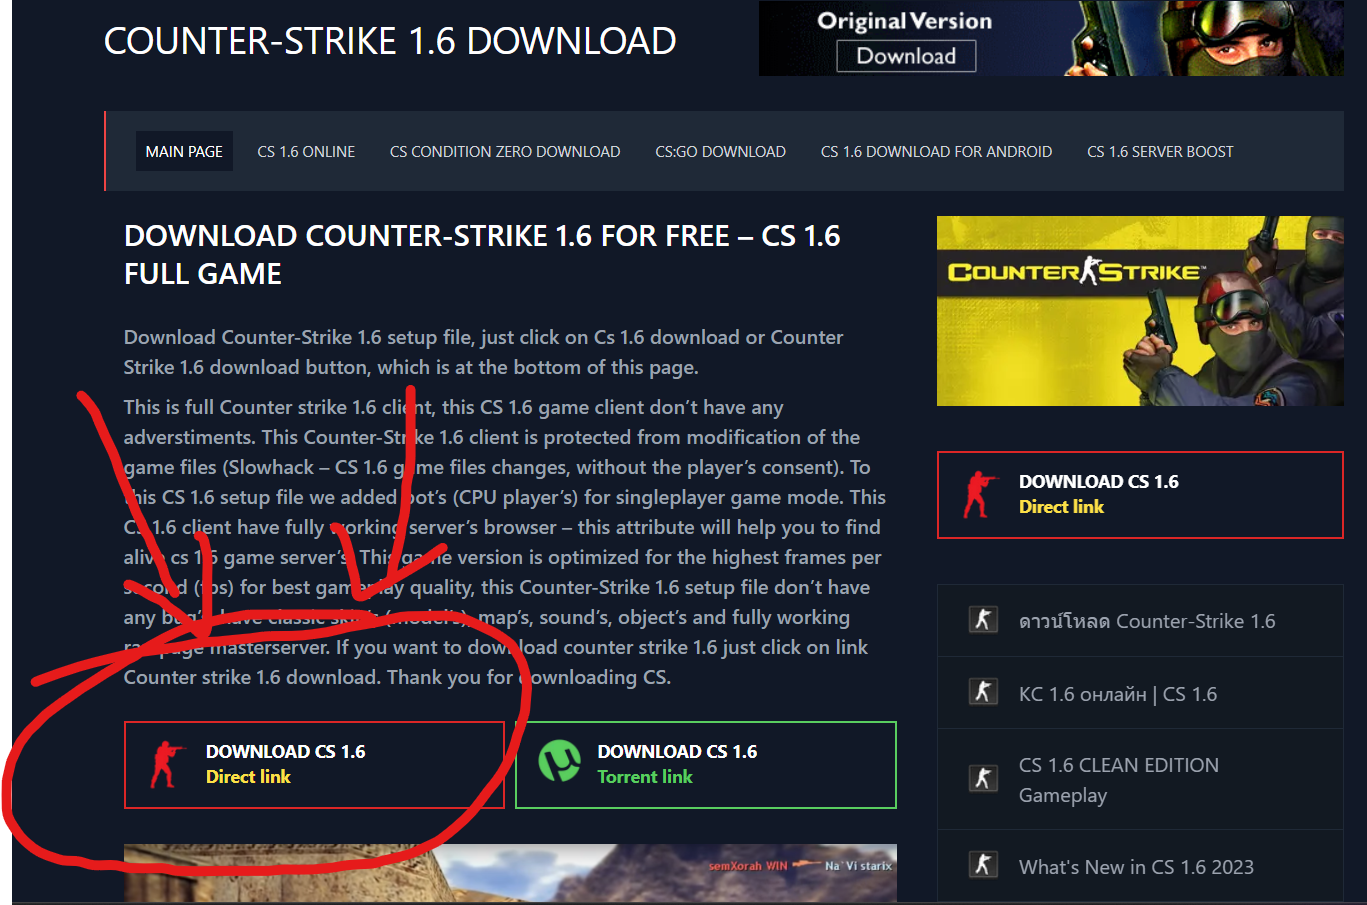 COUNTER-STRIKE 1.6 DOWNLOAD
Original Version
Download
MAIN PAGE
CS 1.6 ONLINE
CS CONDITION ZERO DOWNLOAD
CS:GO DOWNLOAD
CS 1.6 DOWNLOAD FOR ANDROID
CS 1.6 SERVER BOOST
DOWNLOAD COUNTER-STRIKE 1.6 FOR FREE – CS 1.6
FULL GAME
Download Counter-Strike 1.6 setup file, just click on Cs 1.6 download or Counter
Strike 1.6 download button, which is at the bottom of this page.
This is full Counter strike 1.6 client, this CS 1.6 game client don’t have any
adverstiments. This Counter-Strike 1.6 client is protected from modification of the
game files (Slowhack – CS 1.6 game files changes, without the player’s consent). To
this CS 1.6 setup file we added bot’s (CPU player’s) for singleplayer game mode. This
CS 1.6 client have fully working server’s browser – this attribute will help you to find
alive cs 1.6 game server’s. This game version is optimized for the highest frames per
second (fps) for best gameplay quality, this Counter-Strike 1.6 setup file don’t have
any bug’s, have classic skin’s (model’s), map’s, sound’s, object’s and fully working
rampage masterserver. If you want to download counter strike 1.6 just click on link
Counter strike 1.6 download. Thank you for downloading CS.
DOWNLOAD CS 1.6
Direct link
DOWNLOAD CS 1.6
Torrent link
semXorah WIN Na`Vi starix
COUNTER STRIKE™
DOWNLOAD CS 1.6
Direct link
ดาวน์โหลด Counter-Strike 1.6
КС 1.6 онлайн | CS 1.6
CS 1.6 CLEAN EDITION
Gameplay
What's New in CS 1.6 2023